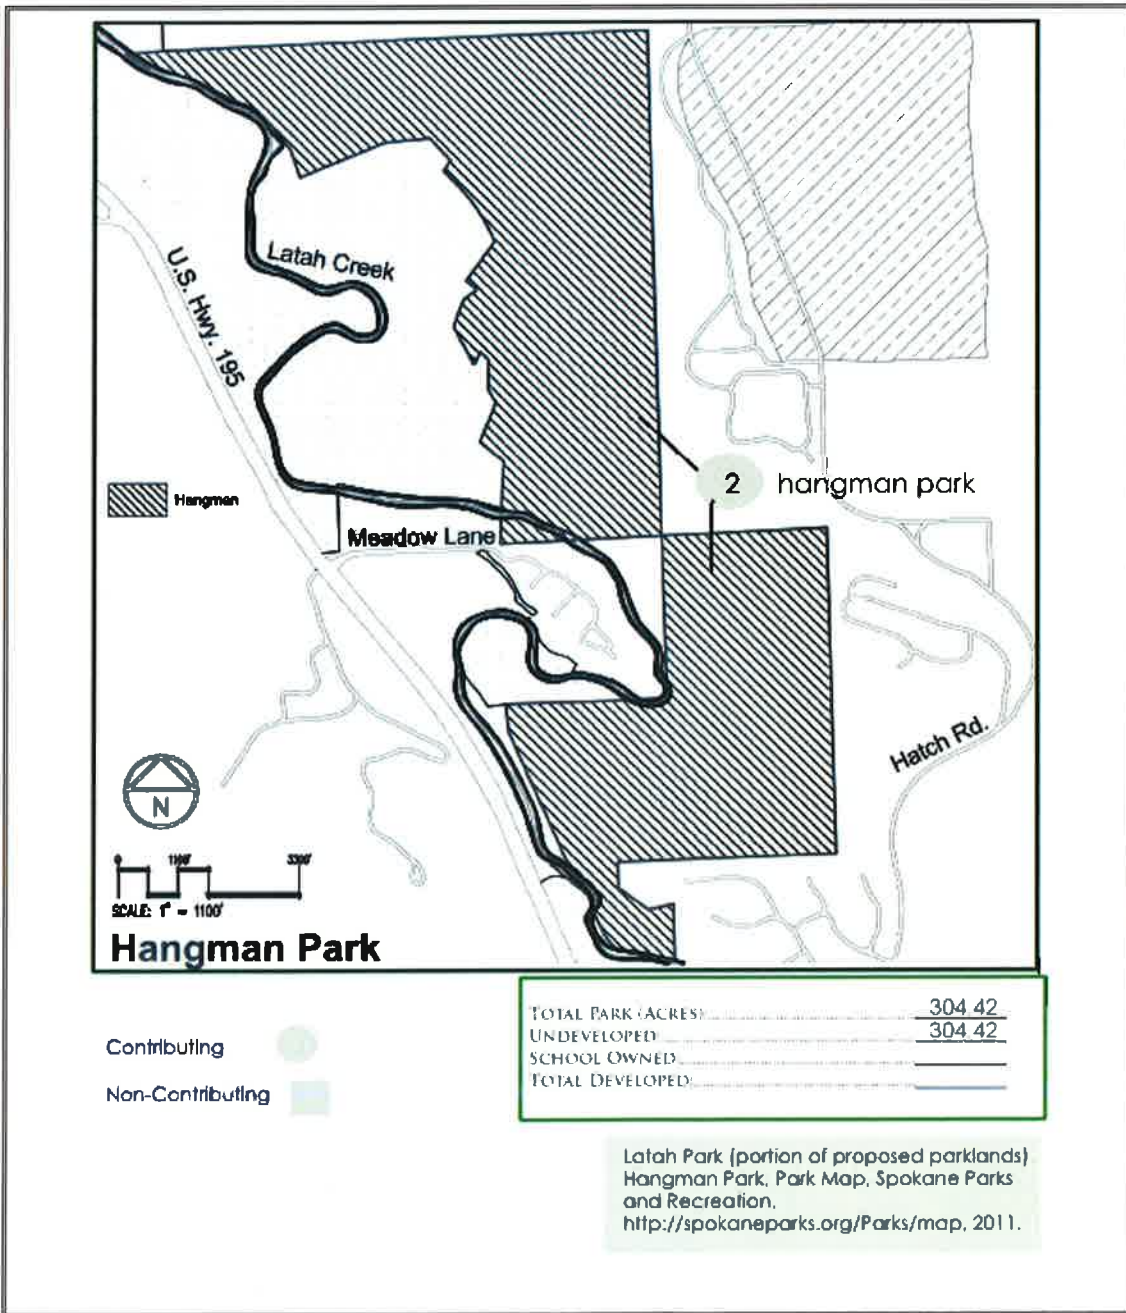 Latah Creek
U.S. Hwy. 195
Hangman
2 hangman park
Meadow Lane
Hatch Rd.
N
0 1100' 3300'
SCALE: 1" = 1100'
Hangman Park
TOTAL PARK (ACRES) 304.42
UNDEVELOPED 304.42
SCHOOL OWNED
TOTAL DEVELOPED
Contributing
Non-Contributing
Latah Park (portion of proposed parklands)
Hangman Park, Park Map, Spokane Parks
and Recreation,
http://spokaneparks.org/Parks/map, 2011.